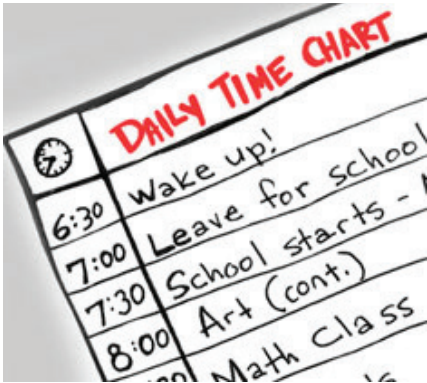 DAILY TIME CHART
6:30 Wake up!
7:00 Leave for school
7:30 School starts -
8:00 Art (cont.)
Math Class